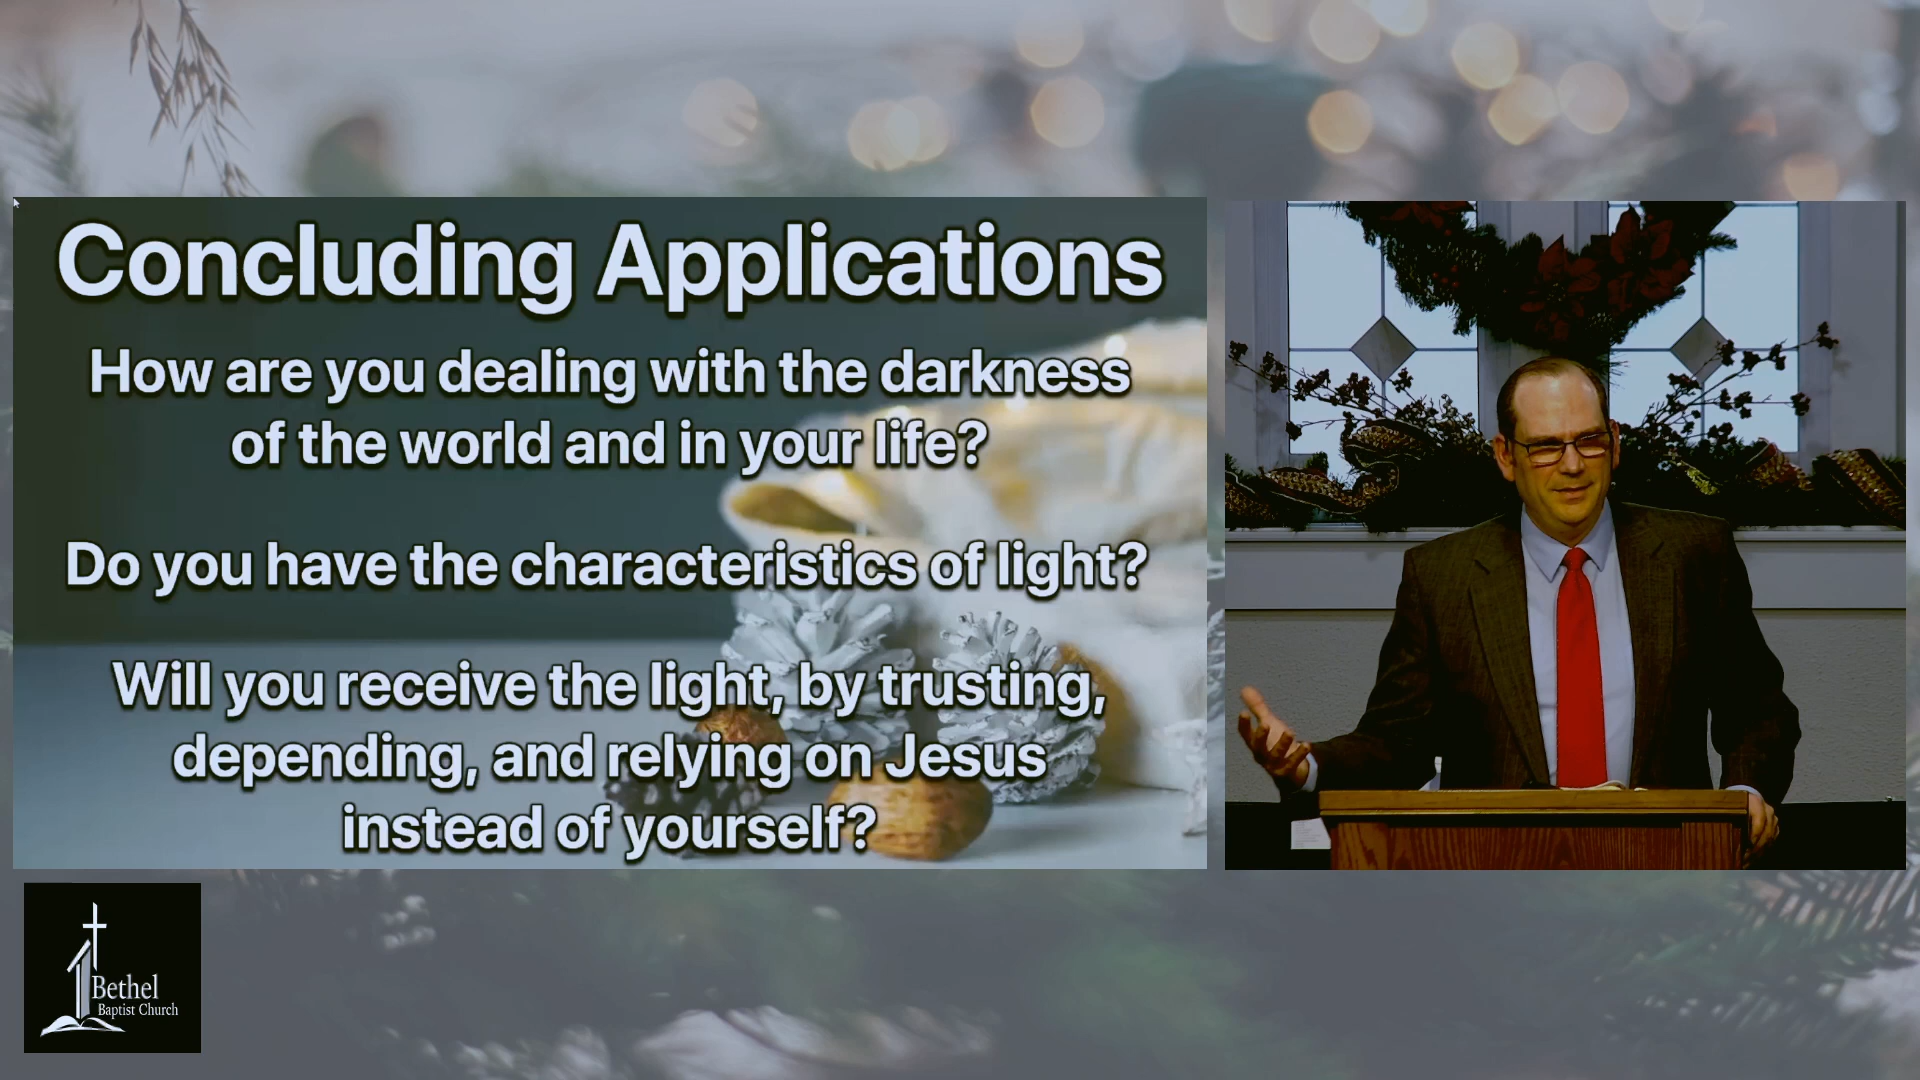 Concluding Applications
How are you dealing with the darkness
of the world and in your life?
Do you have the characteristics of light?
Will you receive the light, by trusting,
depending, and relying on Jesus
instead of yourself?
Bethel
Baptist Church